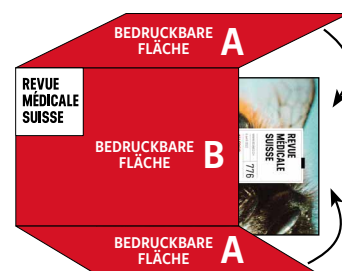 BEDRUCKBARE
FLÄCHE A
REVUE
MÉDICALE
SUISSE
BEDRUCKBARE
FLÄCHE B
REVUE
MÉDICALE
SUISSE
776
BEDRUCKBARE
FLÄCHE A